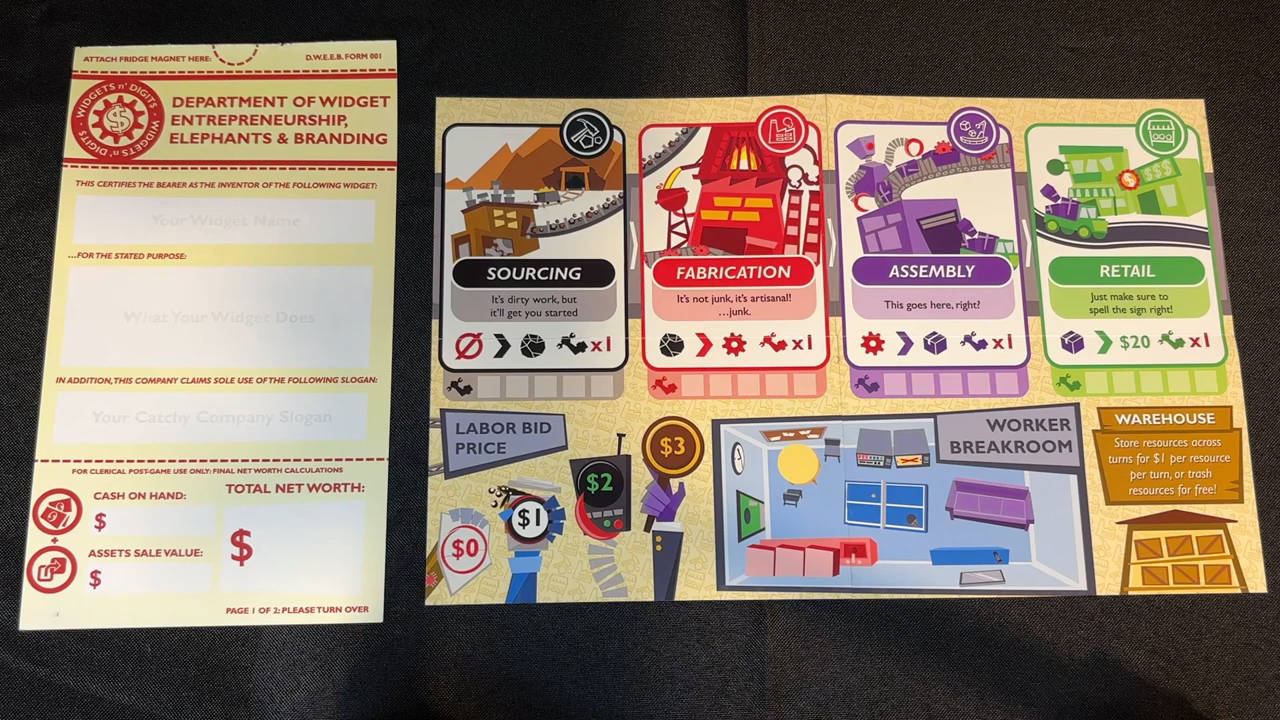 ATTACH FRIDGE MAGNET HERE:
D.W.E.E.B. FORM 001
WIDGETS n' DIGITS - WIDGETS n' DIGITS -
$
DEPARTMENT OF WIDGET
ENTREPRENEURSHIP,
ELEPHANTS & BRANDING
THIS CERTIFIES THE BEARER AS THE INVENTOR OF THE FOLLOWING WIDGET:
Your Widget Name
...FOR THE STATED PURPOSE:
What Your Widget Does
IN ADDITION, THIS COMPANY CLAIMS SOLE USE OF THE FOLLOWING SLOGAN:
Your Catchy Company Slogan
FOR CLERICAL POST-GAME USE ONLY: FINAL NET WORTH CALCULATIONS
CASH ON HAND:
$
+
ASSETS SALE VALUE:
$
TOTAL NET WORTH:
$
PAGE 1 OF 2: PLEASE TURN OVER
SOURCING
It's dirty work, but
it'll get you started
x1
FABRICATION
It's not junk, it's artisanal!
...junk.
x1
ASSEMBLY
This goes here, right?
x1
$ $$$
RETAIL
Just make sure to
spell the sign right!
$20
x1
LABOR BID
PRICE
$0
$1
$2
$3
WORKER
BREAKROOM
WAREHOUSE
Store resources across
turns for $1 per resource
per turn, or trash
resources for free!